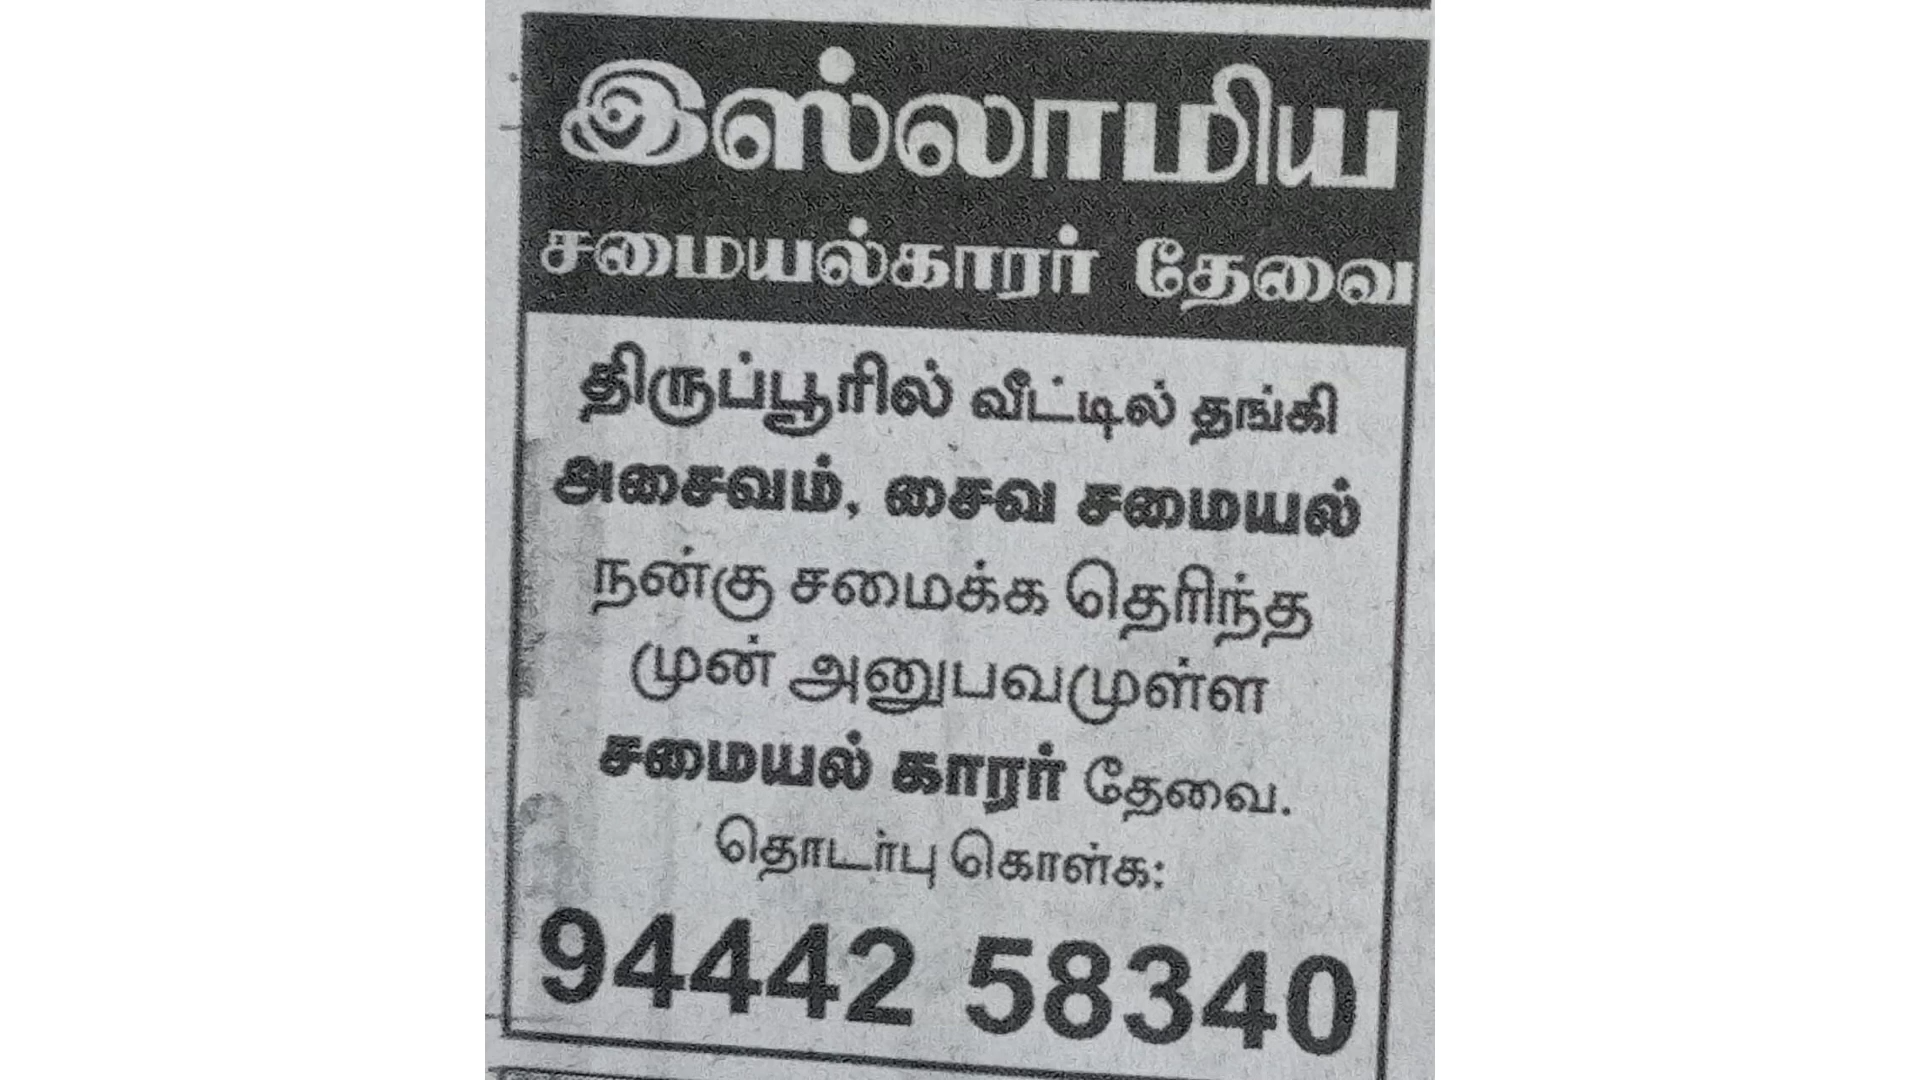 இஸ்லாமிய
சமையல்காரர் தேவை
திருப்பூரில் வீட்டில் தங்கி
அசைவம், சைவ சமையல்
நன்கு சமைக்க தெரிந்த
முன் அனுபவமுள்ள
சமையல் காரர் தேவை.
தொடர்பு கொள்க:
94442 58340